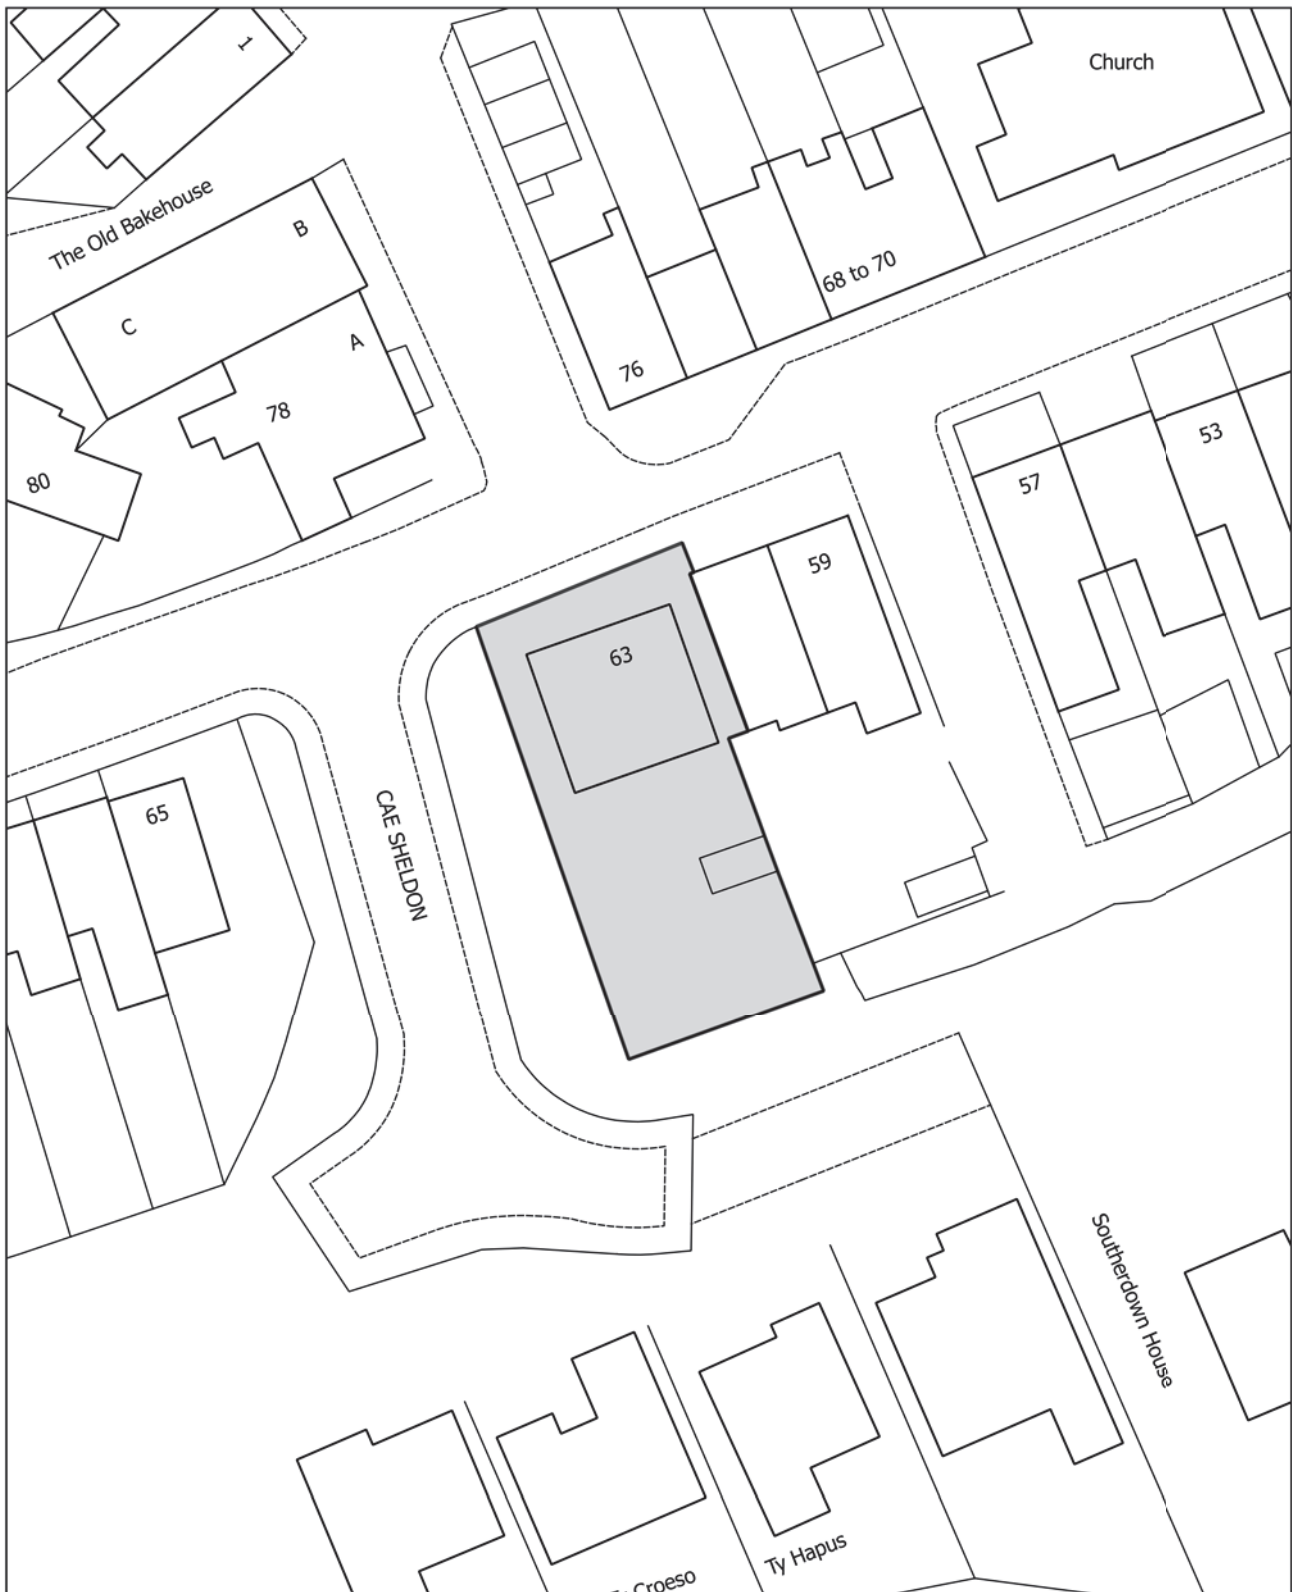 1
Church
The Old Bakehouse
B
C
A
68 to 70
76
78
80
53
57
59
63
65
CAE SHELDON
Southerdown House
Ty Hapus
Croeso